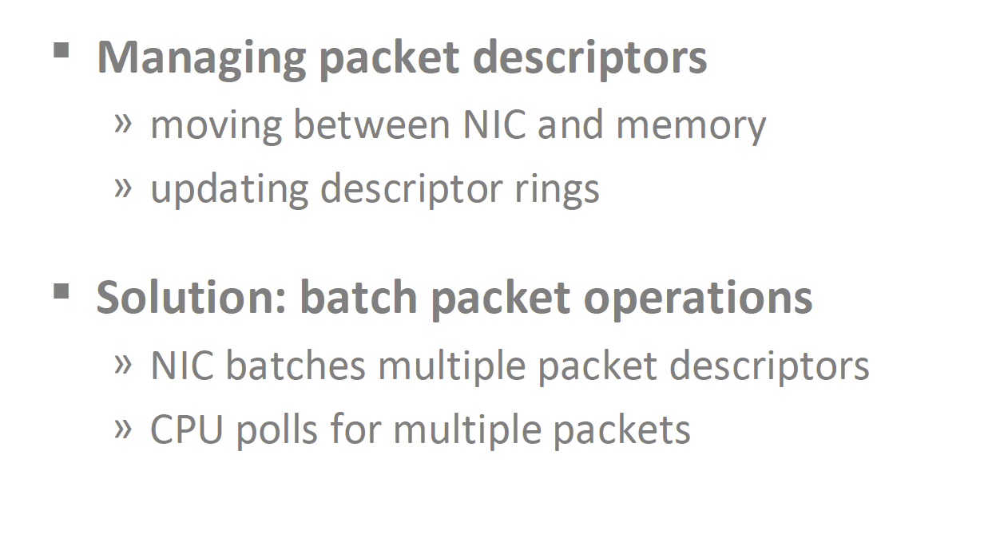 ▪ Managing packet descriptors
» moving between NIC and memory
» updating descriptor rings
▪ Solution: batch packet operations
» NIC batches multiple packet descriptors
» CPU polls for multiple packets